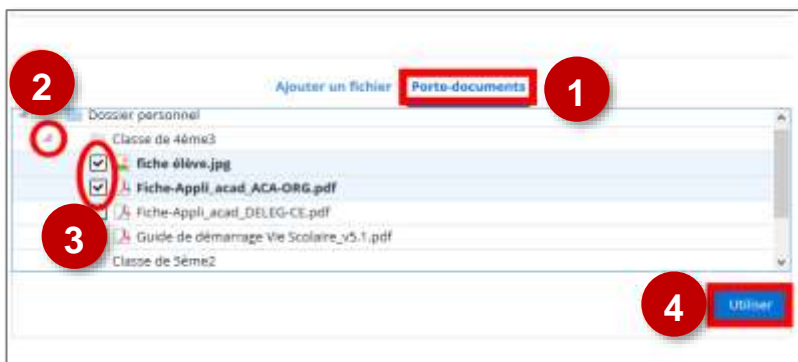 2
Ajouter un fichier Porte-documents 1
Dossier personnel
Classe de 4ème3
fiche élève.jpg
Fiche-Appli_acad_ACA-ORG.pdf
Fiche-Appli_acad_DELEG-CE.pdf
3 Guide de démarrage Vie Scolaire_v5.1.pdf
Classe de 5ème2
4 Utiliser